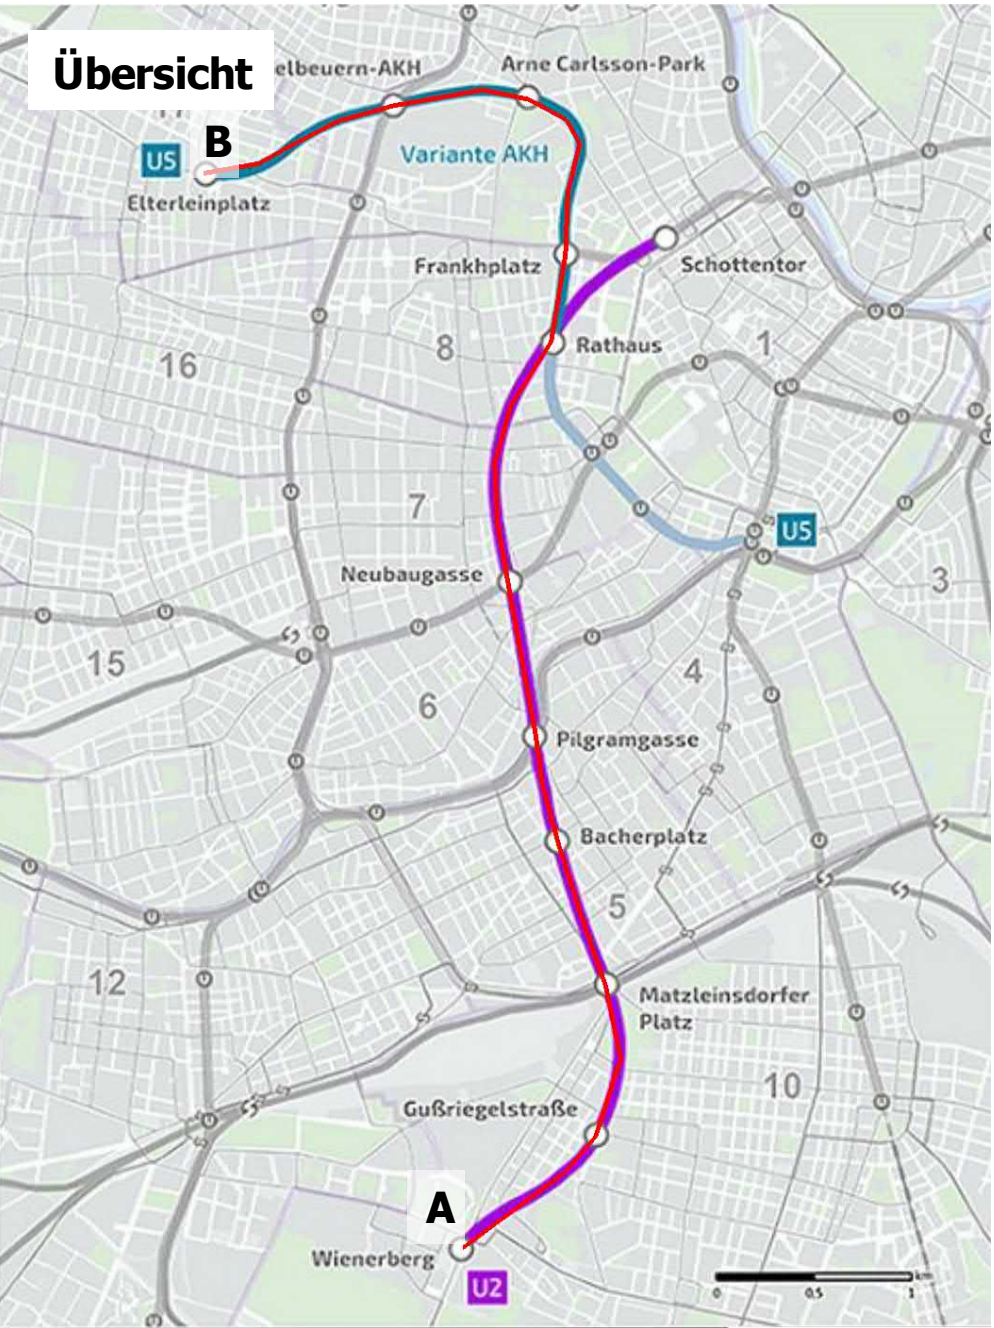 Übersicht
elbeuern-AKH
Arne Carlsson-Park
17
B
U5
Variante AKH
Elterleinplatz
Frankhplatz
Schottentor
8
Rathaus
1
16
7
U5
Neubaugasse
3
15
4
6
Pilgramgasse
Bacherplatz
5
12
Matzleinsdorfer
Platz
10
Gußriegelstraße
A
Wienerberg
U2
km
0 0.5 1